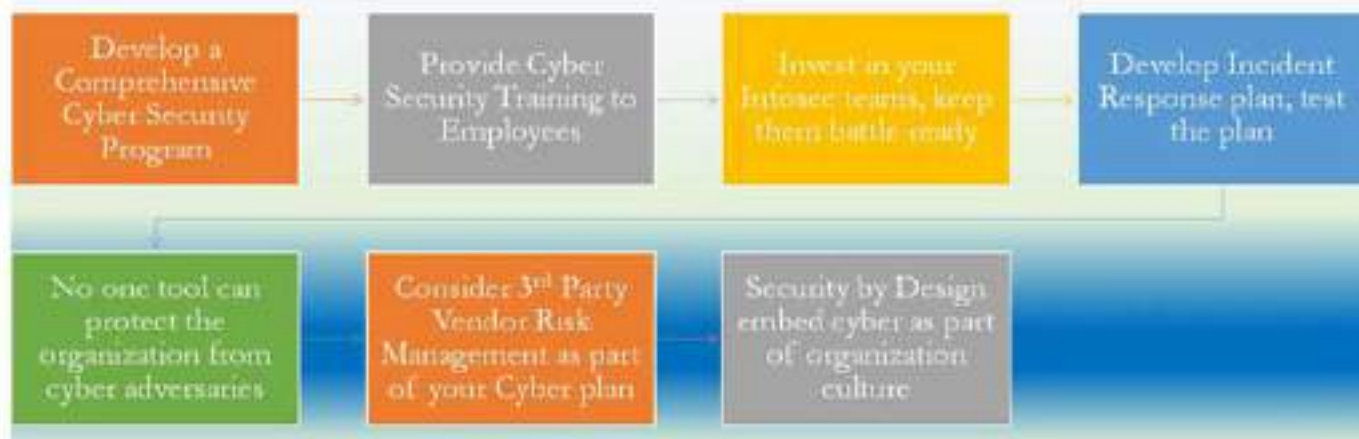 Develop a
Comprehensive
Cyber Security
Program
Provide Cyber
Security Training to
Employees
Invest in your
Infosec teams, keep
them battle ready
Develop Incident
Response plan, test
the plan
No one tool can
protect the
organization from
cyber adversaries
Consider 3rd Party
Vendor Risk
Management as part
of your Cyber plan
Security by Design
embed cyber as part
of organization
culture